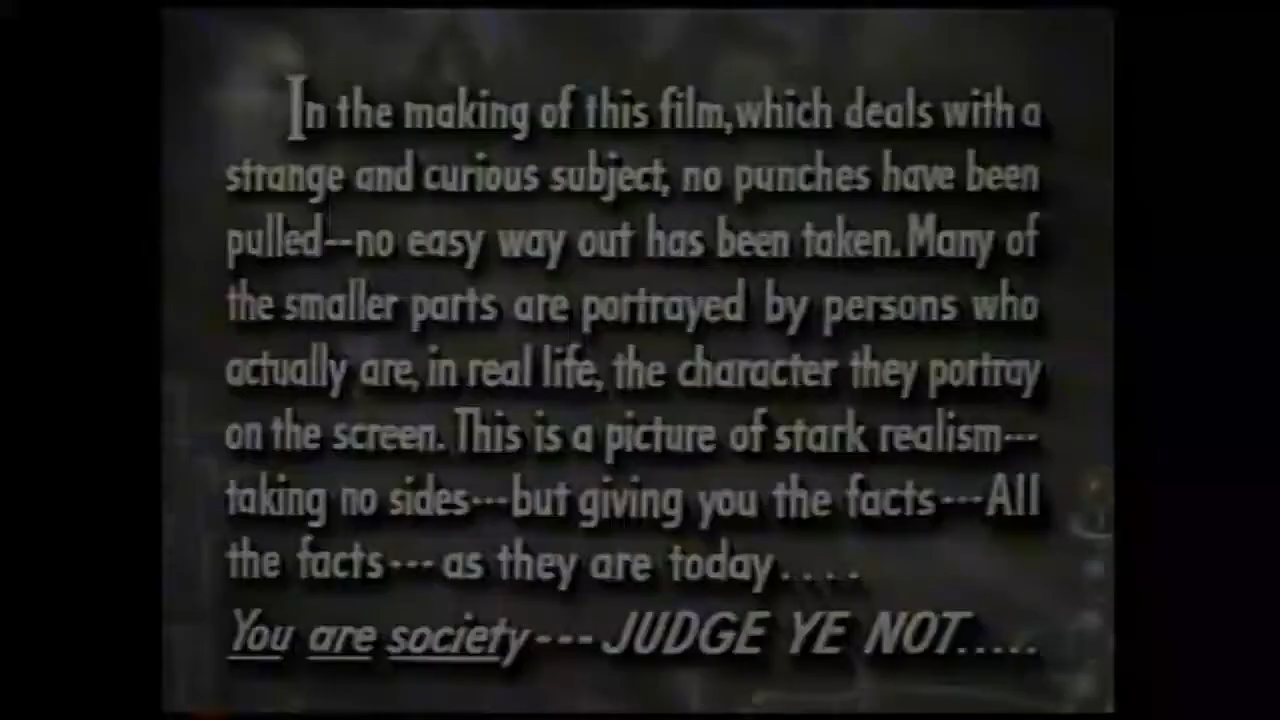 In the making of this film, which deals with a
strange and curious subject, no punches have been
pulled--no easy way out has been taken. Many of
the smaller parts are portrayed by persons who
actually are, in real life, the character they portray
on the screen. This is a picture of stark realism---
taking no sides---but giving you the facts---All
the facts---as they are today....
You are society---JUDGE YE NOT.....